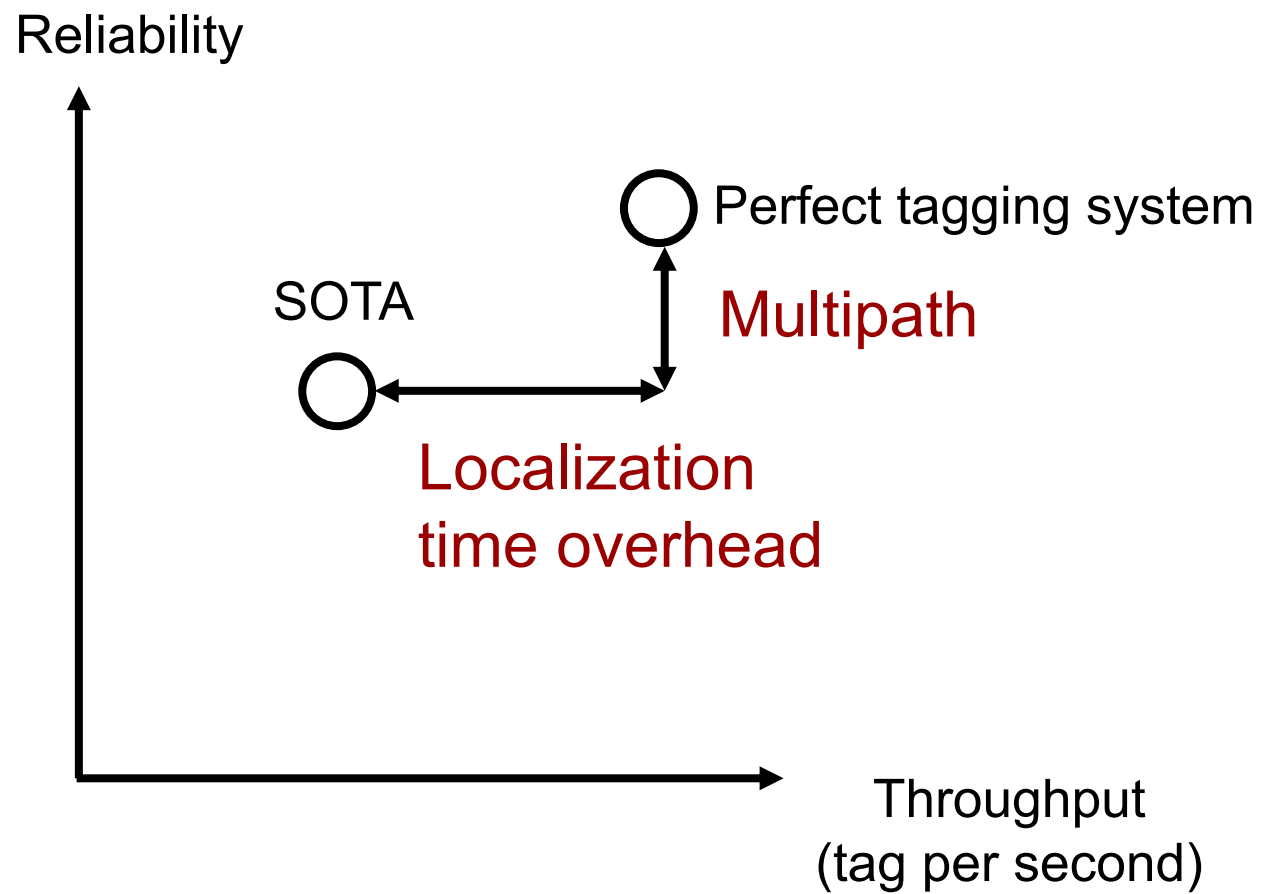 Reliability
Perfect tagging system
SOTA
Multipath
Localization
time overhead
Throughput
(tag per second)